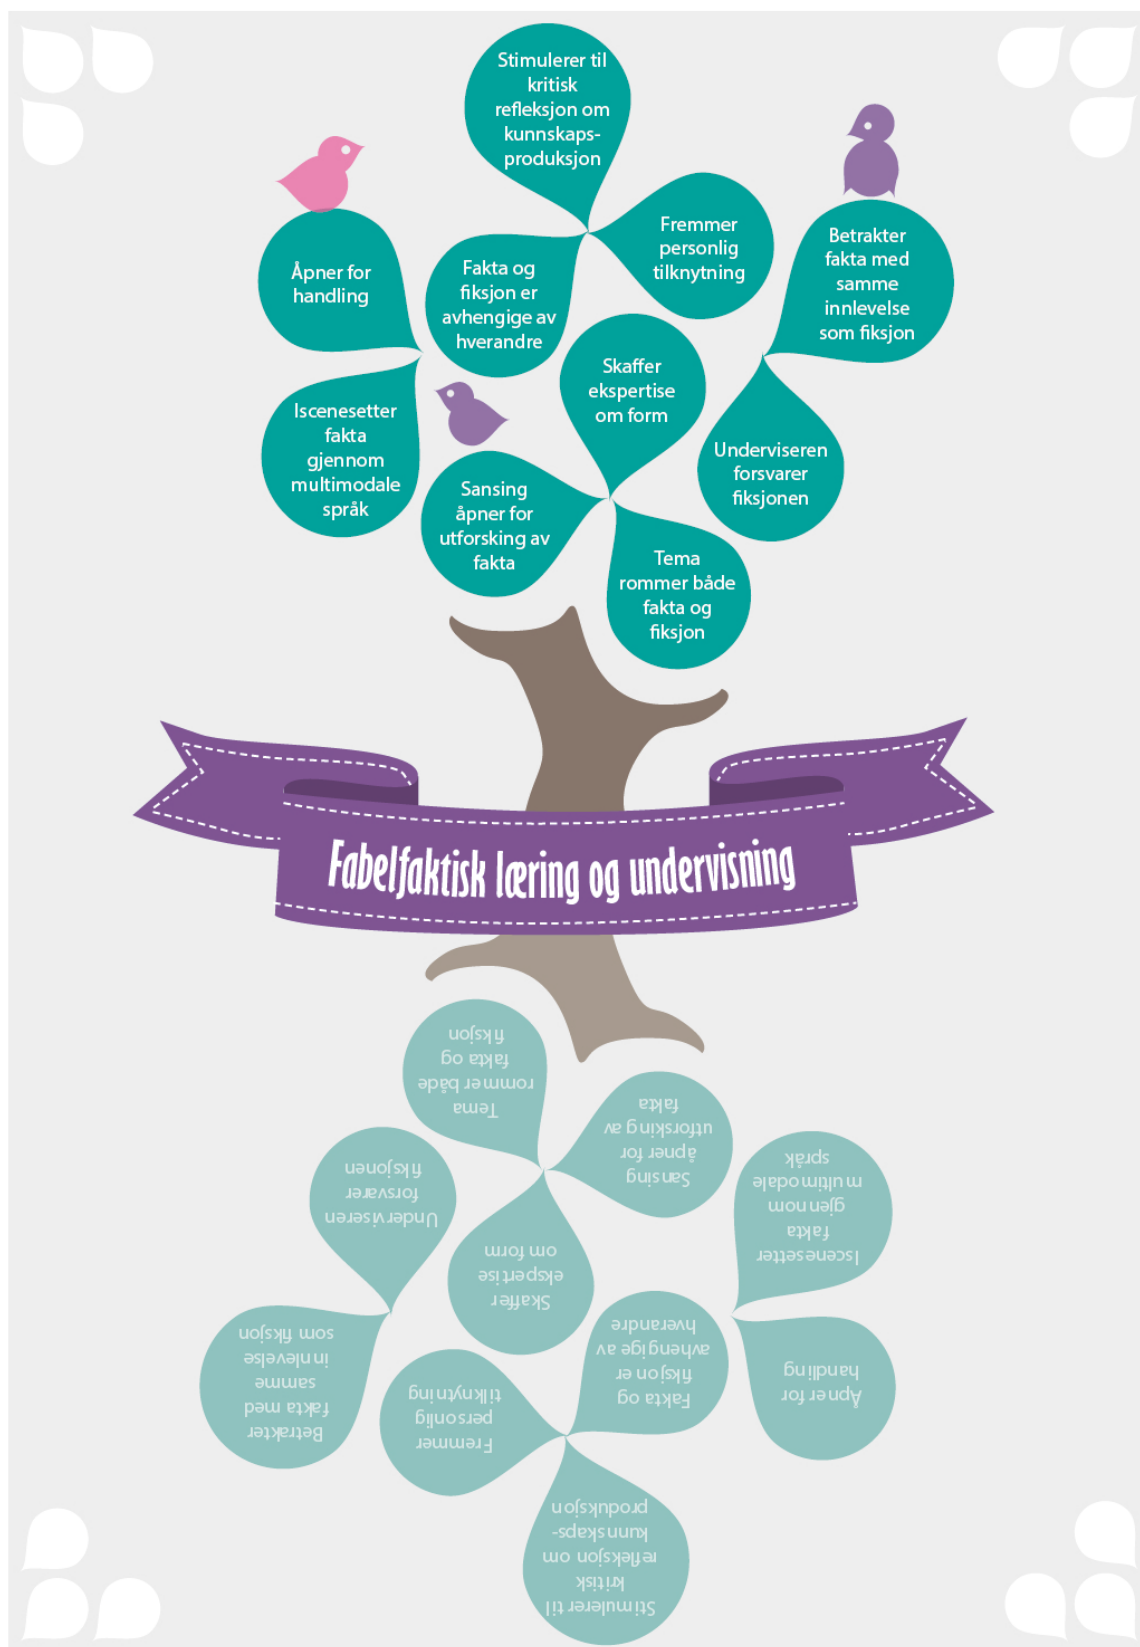 Stimulerer til
kritisk
refleksjon om
kunnskaps-
produksjon
Fremmer
personlig
tilknytning
Betrakter
fakta med
samme
innlevelse
som fiksjon
Åpner for
handling
Fakta og
fiksjon er
avhengige av
hverandre
Skaffer
ekspertise
om form
Iscenesetter
fakta
gjennom
multimodale
språk
Underviseren
forsvarer
fiksjonen
Sansing
åpner for
utforsking av
fakta
Tema
rommer både
fakta og
fiksjon
Fabelfaktisk læring og undervisning
Tema
rommer både
fakta og
fiksjon
Sansing
åpner for
utforsking av
fakta
Underviseren
forsvarer
fiksjonen
Iscenesetter
fakta
gjennom
multimodale
språk
Skaffer
ekspertise
om form
Fakta og
fiksjon er
avhengige av
hverandre
Betrakter
fakta med
samme
innlevelse
som fiksjon
Åpner for
handling
Fremmer
personlig
tilknytning
Stimulerer til
kritisk
refleksjon om
kunnskaps-
produksjon